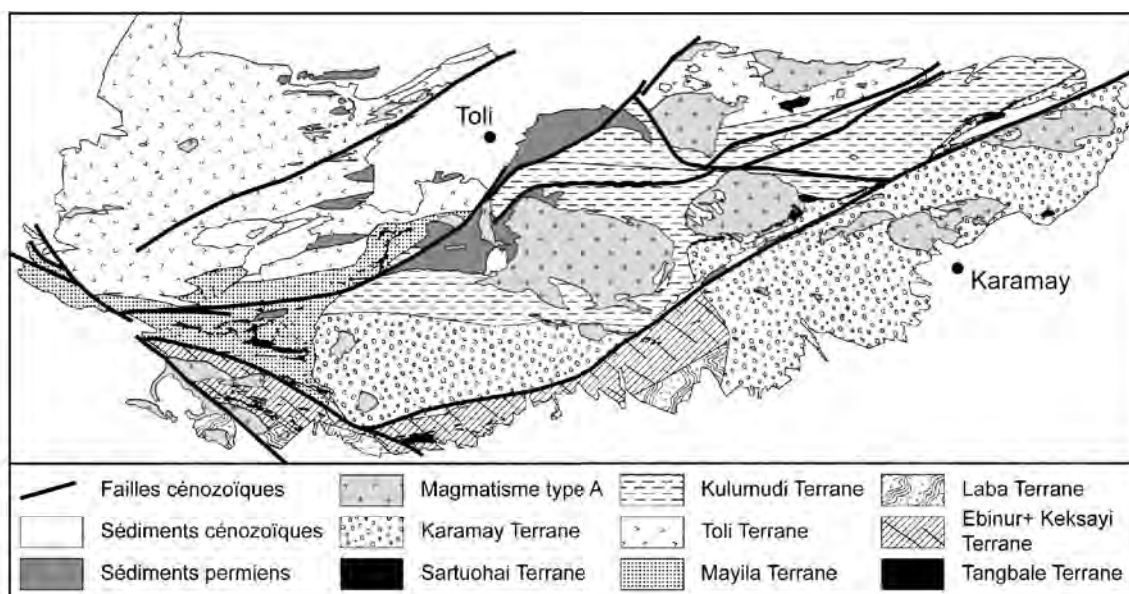 Toli
Karamay
Failles cénozoïques
Magmatisme type A
Kulumudi Terrane
Laba Terrane
Sédiments cénozoïques
Karamay Terrane
Toli Terrane
Ebinur+ Keksayi
Terrane
Sédiments permiens
Sartuohai Terrane
Mayila Terrane
Tangbale Terrane